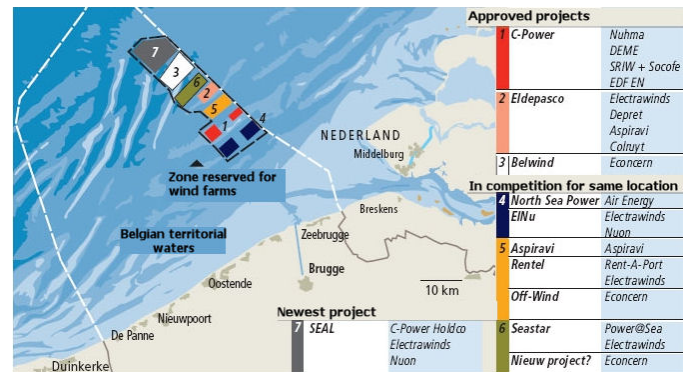 7
3
6
2
5
1
4
Zone reserved for
wind farms
NEDERLAND
Middelburg
Breskens
Belgian territorial
waters
Zeebrugge
Brugge
Oostende
Nieuwpoort
De Panne
Duinkerke
10 km
Approved projects
1 C-Power Nuhma
DEME
SRIW + Socofe
EDF EN
2 Eldepasco Electrawinds
Depret
Aspiravi
Colruyt
3 Belwind Econcern
In competition for same location
4 North Sea Power Air Energy
ElNu Electrawinds
Nuon
5 Aspiravi Aspiravi
Rentel Rent-A-Port
Electrawinds
Off-Wind Econcern
6 Seastar Power@Sea
Electrawinds
Nieuw project? Econcern
Newest project
7 SEAL C-Power Holdco
Electrawinds
Nuon